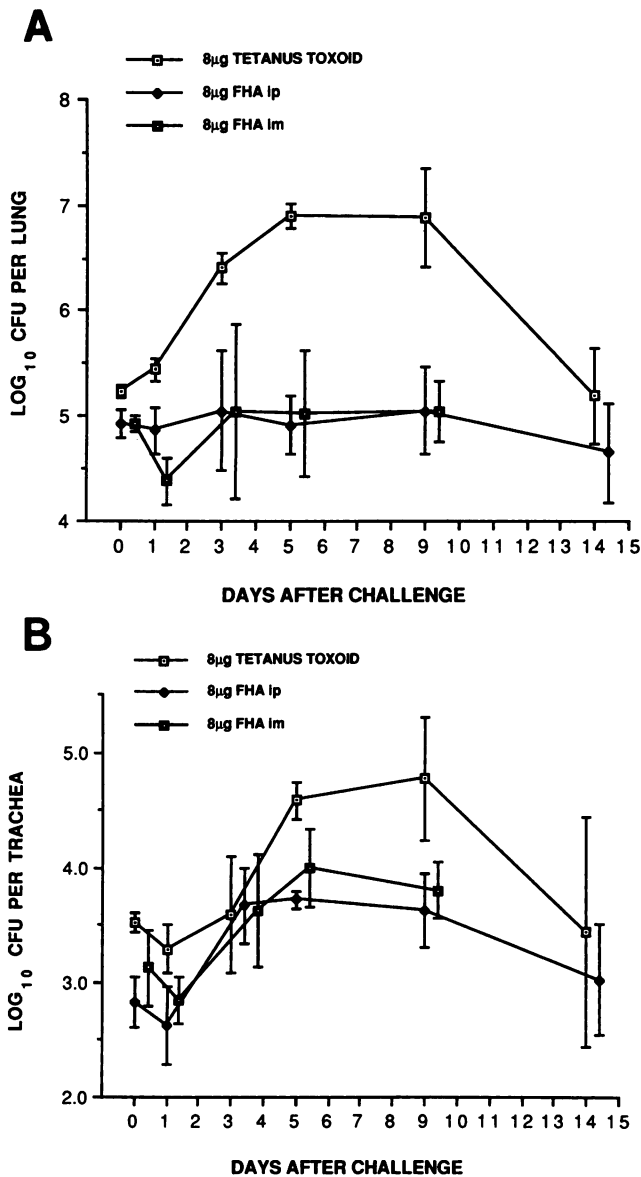 A
8µg TETANUS TOXOID
8µg FHA ip
8µg FHA im
8
7
6
5
4
LOG10 CFU PER LUNG
0 1 2 3 4 5 6 7 8 9 10 11 12 13 14 15
DAYS AFTER CHALLENGE
B
8µg TETANUS TOXOID
8µg FHA ip
8µg FHA im
5.0
4.0
3.0
2.0
LOG10 CFU PER TRACHEA
0 1 2 3 4 5 6 7 8 9 10 11 12 13 14 15
DAYS AFTER CHALLENGE